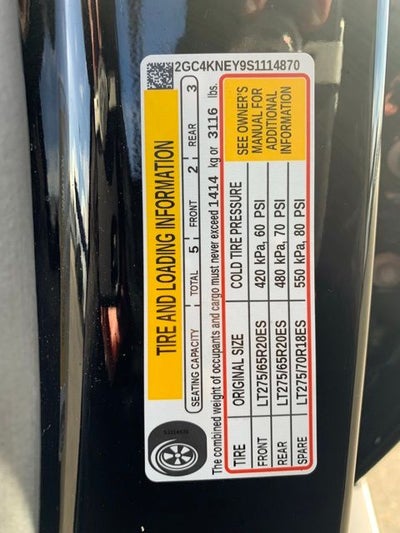 2GC4KNEY9S1114870
TIRE AND LOADING INFORMATION
SEATING CAPACITY TOTAL 5 FRONT 2 REAR 3
The combined weight of occupants and cargo must never exceed 1414 kg or 3116 lbs.
TIRE ORIGINAL SIZE COLD TIRE PRESSURE
FRONT LT275/65R20ES 420 kPa, 60 PSI
REAR LT275/65R20ES 480 kPa, 70 PSI
SPARE LT275/70R18ES 550 kPa, 80 PSI
SEE OWNER'S
MANUAL FOR
ADDITIONAL
INFORMATION